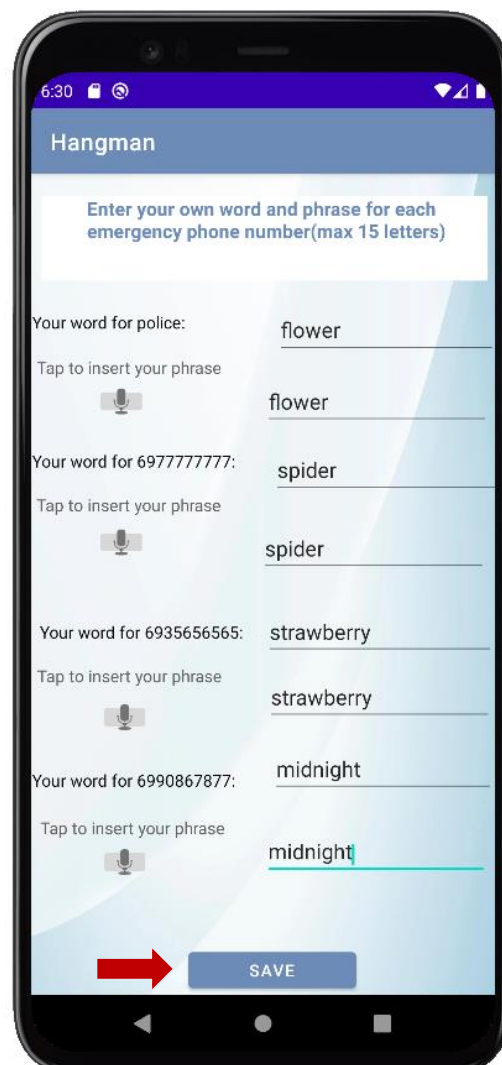 6:30
Hangman
Enter your own word and phrase for each
emergency phone number(max 15 letters)
Your word for police:
flower
Tap to insert your phrase
flower
Your word for 6977777777:
spider
Tap to insert your phrase
spider
Your word for 6935656565:
strawberry
Tap to insert your phrase
strawberry
Your word for 6990867877:
midnight
Tap to insert your phrase
midnight
SAVE